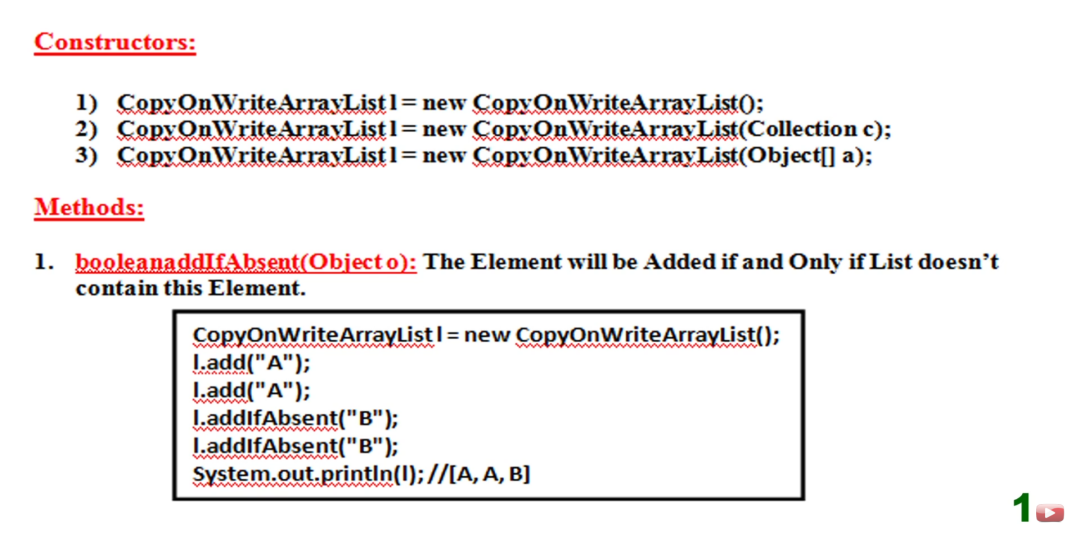 Constructors:
1) CopyOnWriteArrayList l = new CopyOnWriteArrayList();
2) CopyOnWriteArrayList l = new CopyOnWriteArrayList(Collection c);
3) CopyOnWriteArrayList l = new CopyOnWriteArrayList(Object[] a);
Methods:
1. booleanaddIfAbsent(Object o): The Element will be Added if and Only if List doesn’t
contain this Element.
CopyOnWriteArrayList l = new CopyOnWriteArrayList();
l.add("A");
l.add("A");
l.addIfAbsent("B");
l.addIfAbsent("B");
System.out.println(l); //[A, A, B]
1